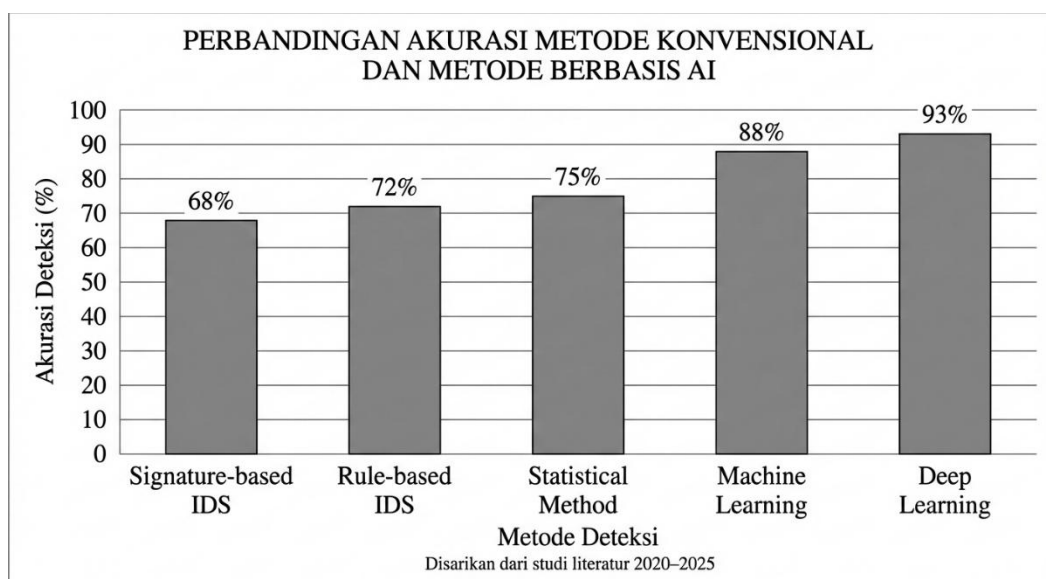 PERBANDINGAN AKURASI METODE KONVENSIONAL
DAN METODE BERBASIS AI
Akurasi Deteksi (%)
100
90
80
70
60
50
40
30
20
10
0
68%
72%
75%
88%
93%
Signature-based
IDS
Rule-based
IDS
Statistical
Method
Machine
Learning
Deep
Learning
Metode Deteksi
Disarikan dari studi literatur 2020–2025